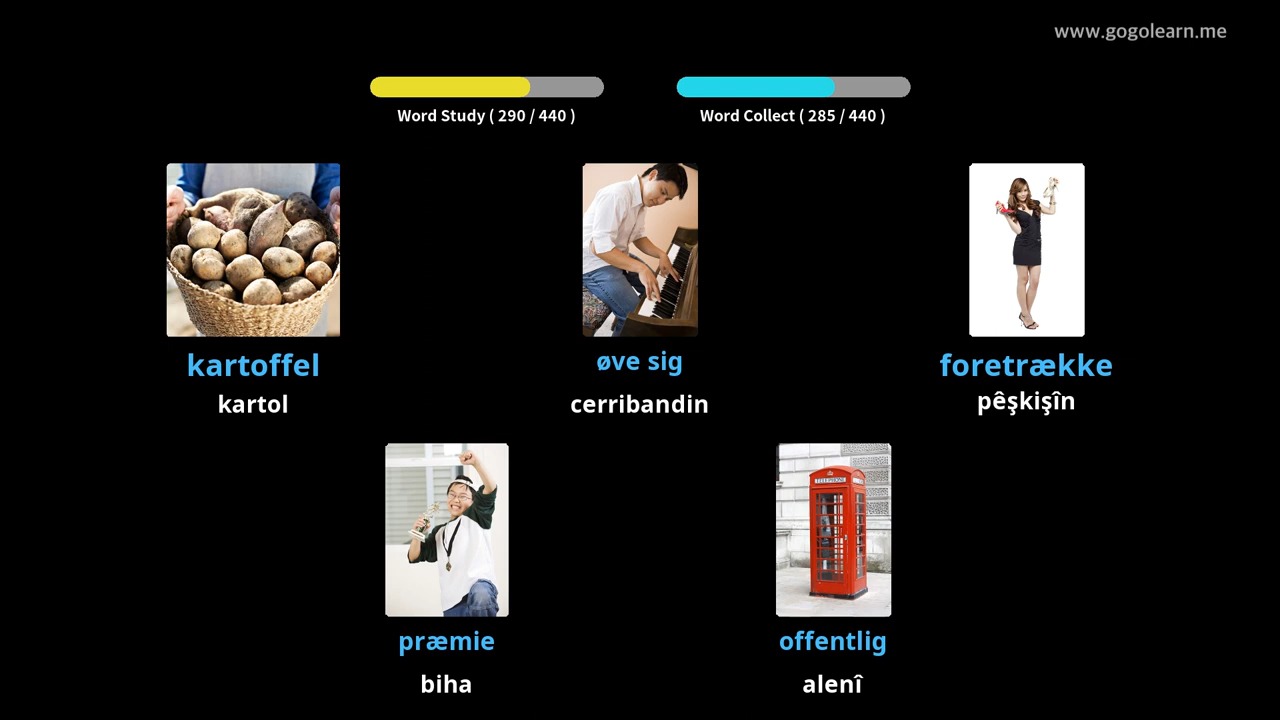 www.gogolearn.me
Word Study ( 290 / 440 )
Word Collect ( 285 / 440 )
kartoffel
kartol
øve sig
cerribandin
foretrække
pêşkişîn
TELEPHONE
præmie
biha
offentlig
alenî